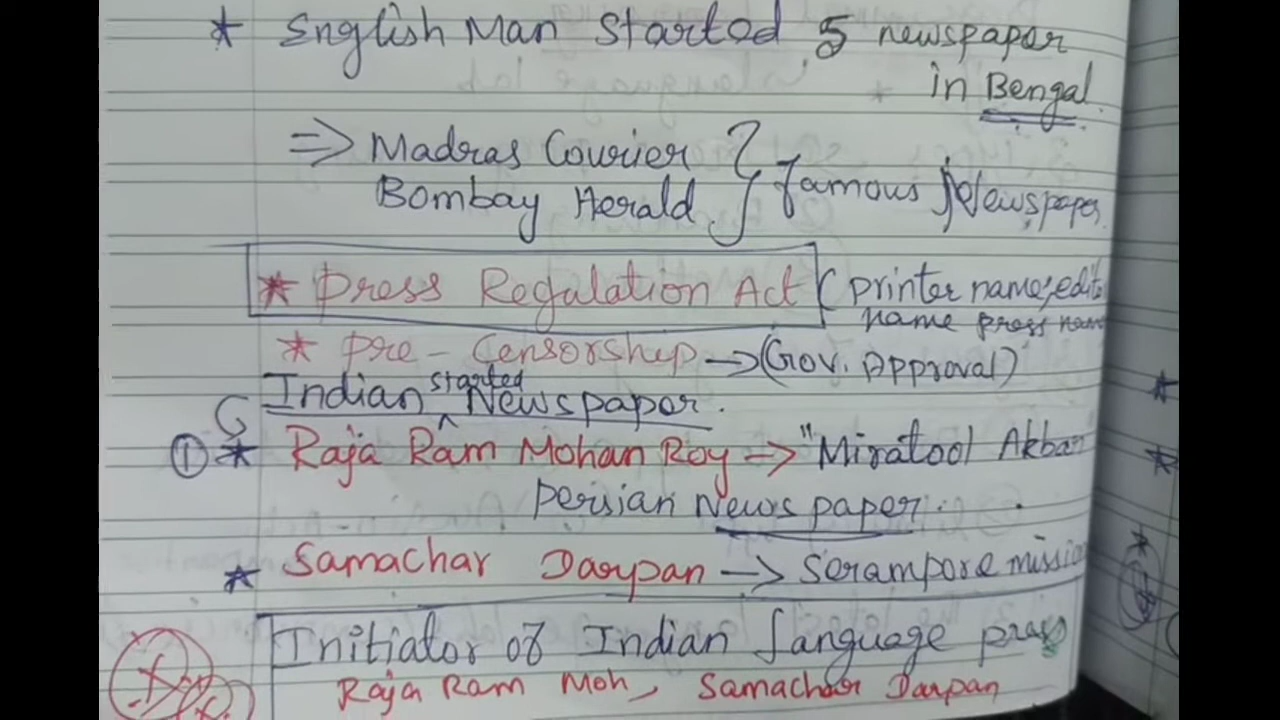 * English Man Started 5 newspaper
in Bengal
⇒ Madras Courier
Bombay Herald } famous Newspaper
* Press Regulation Act (printer name, edit
name press nam
* Pre-Censorship → (Gov. Approval)
Indian started Newspaper.
① * Raja Ram Mohan Roy → "Miratool Akbar
persian News paper.
* Samachar Darpan → Serampore missio
Initiator of Indian language press
Raja Ram Moh, Samachar Darpan